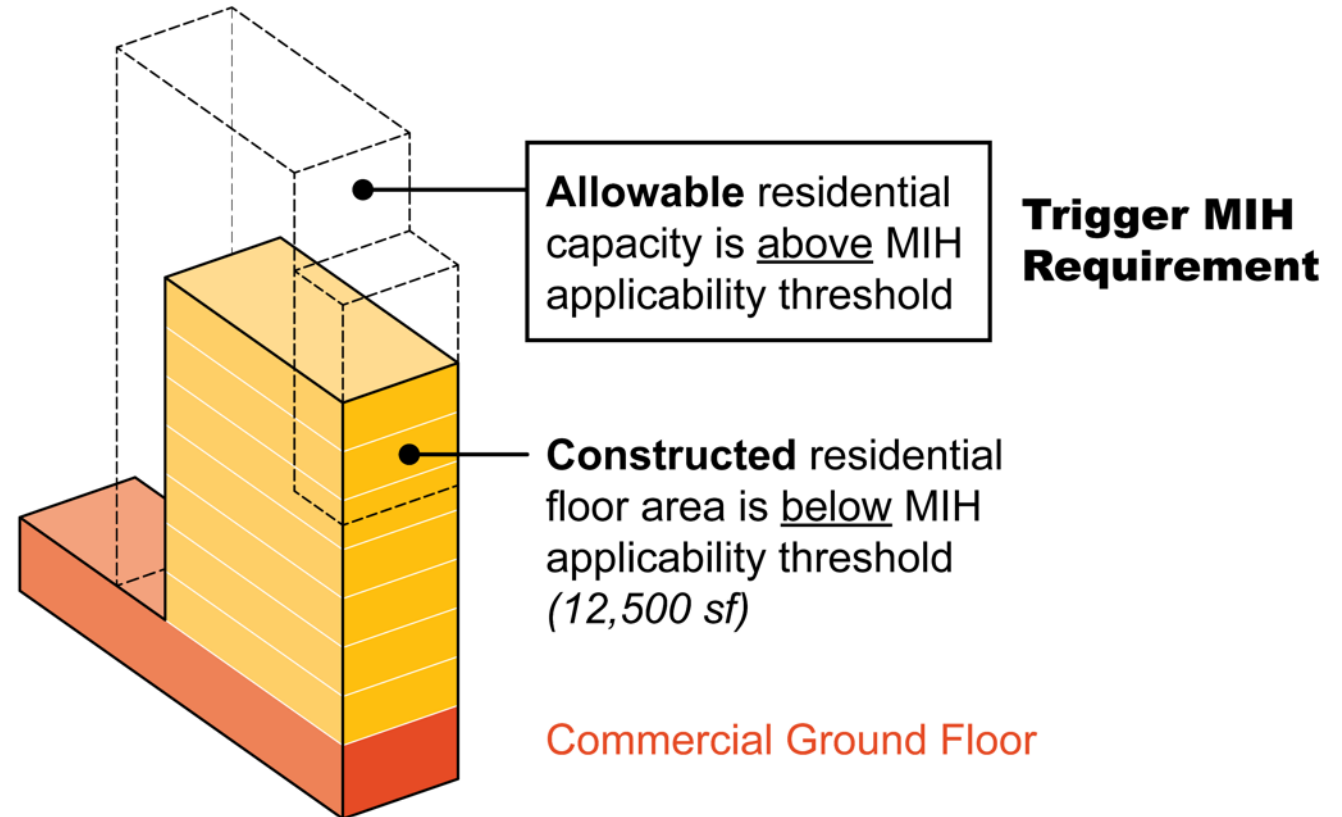 Allowable residential
capacity is above MIH
applicability threshold
Trigger MIH
Requirement
Constructed residential
floor area is below MIH
applicability threshold
(12,500 sf)
Commercial Ground Floor